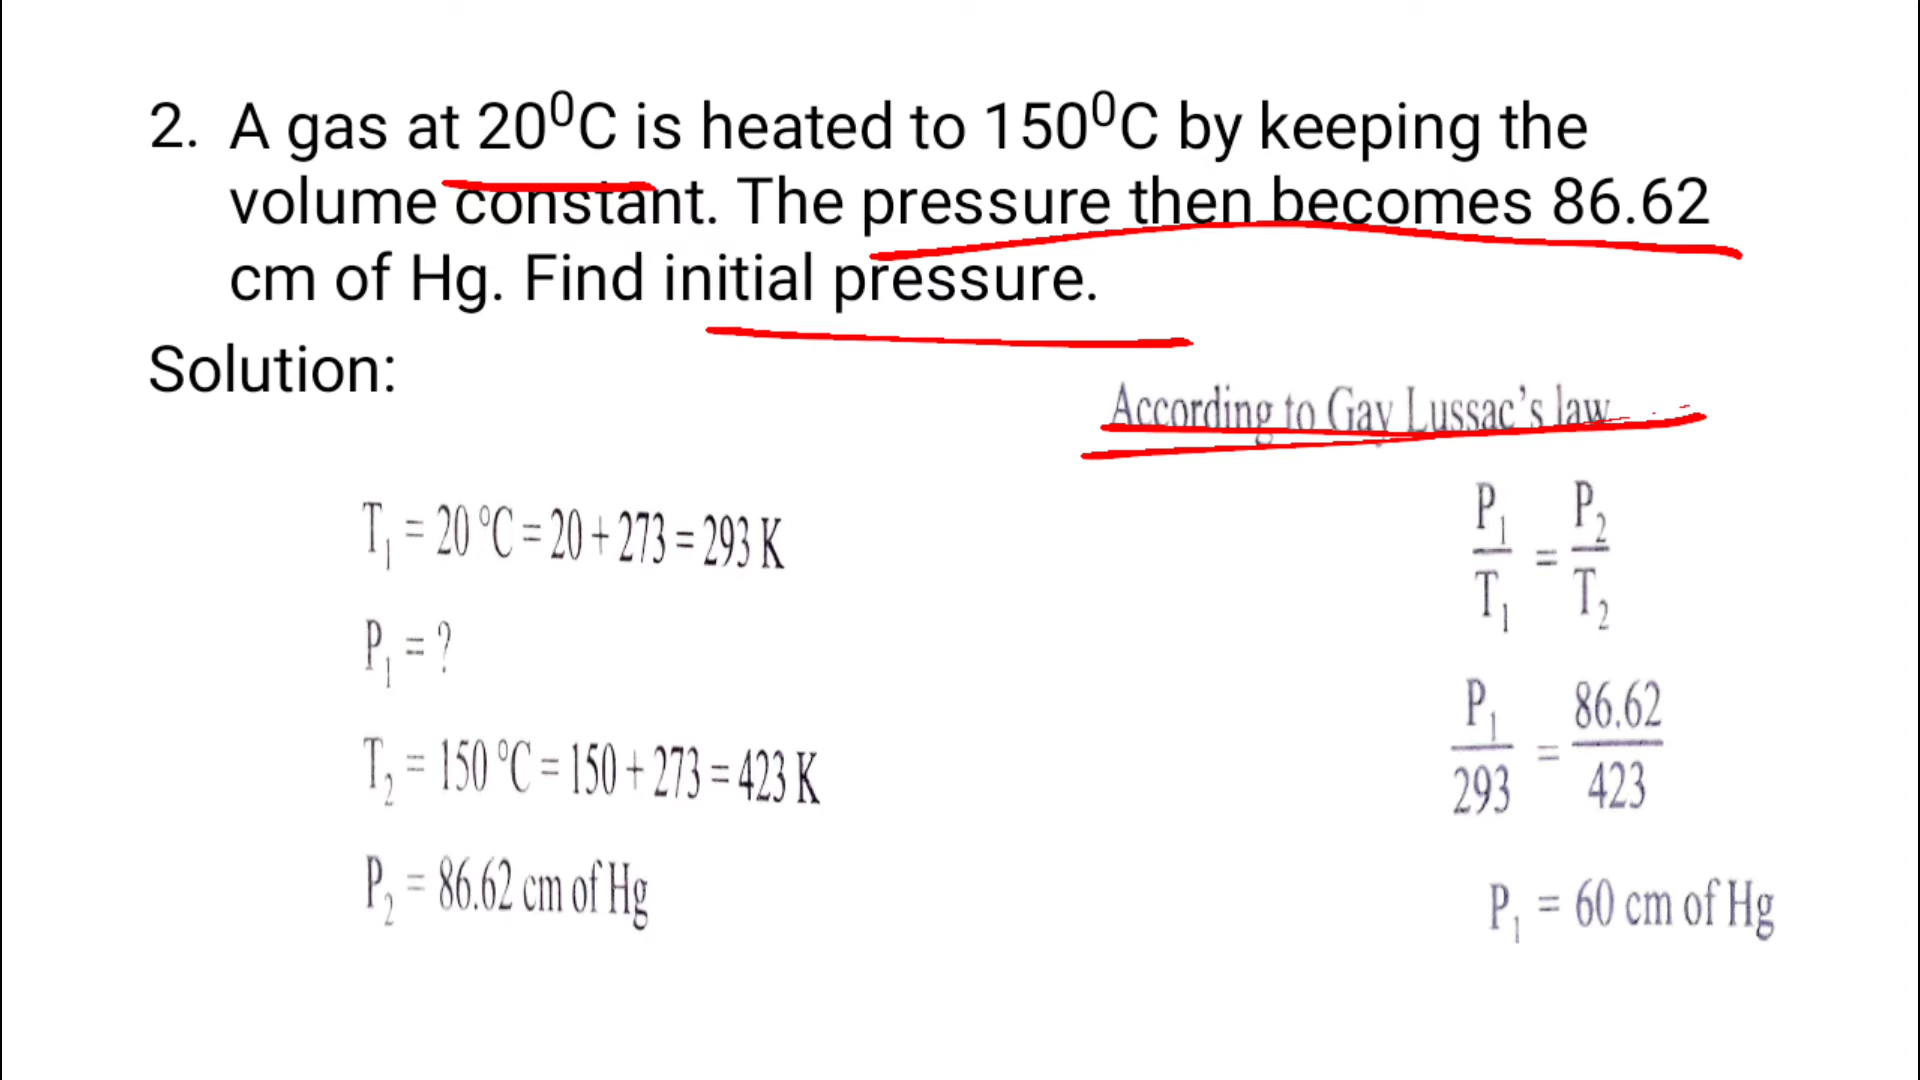 2. A gas at 20⁰C is heated to 150⁰C by keeping the
volume constant. The pressure then becomes 86.62
cm of Hg. Find initial pressure.
Solution:
According to Gay Lussac's law
T₁ = 20 °C = 20 + 273 = 293 K
P₁ = ?
T₂ = 150 °C = 150 + 273 = 423 K
P₂ = 86.62 cm of Hg
P₁/T₁ = P₂/T₂
P₁/293 = 86.62/423
P₁ = 60 cm of Hg